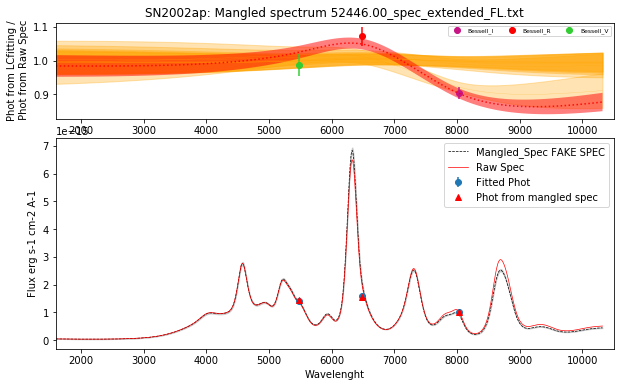 SN2002ap: Mangled spectrum 52446.00_spec_extended_FL.txt
Phot from LCfitting /
Phot from Raw Spec
1.1
1.0
0.9
Bessell_I
Bessell_R
Bessell_V
2000 3000 4000 5000 6000 7000 8000 9000 10000
Flux erg s-1 cm-2 A-1
7
6
5
4
3
2
1
0
Mangled_Spec FAKE SPEC
Raw Spec
Fitted Phot
Phot from mangled spec
2000 3000 4000 5000 6000 7000 8000 9000 10000
Wavelenght